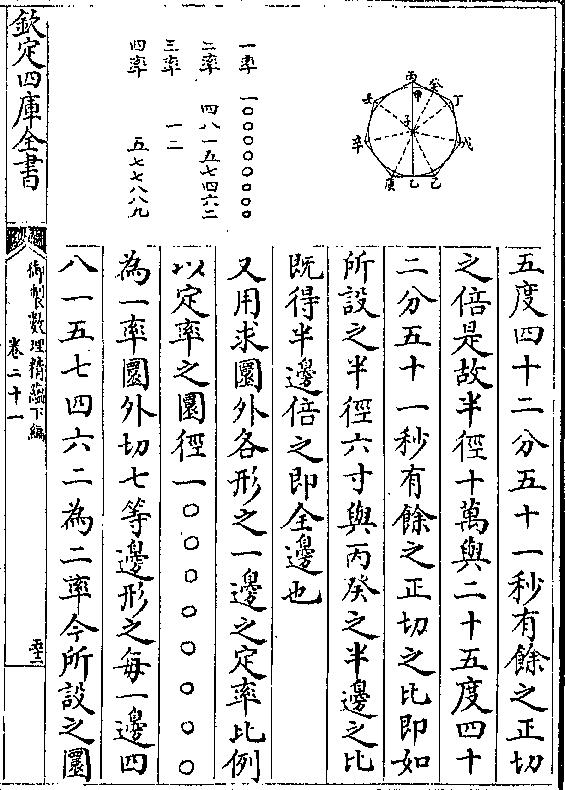 丙
癸
甲
丁
壬
子
戊
辛
庚
乙
己
一率 一〇〇〇〇〇〇〇〇
二率 四八一五七四六二
三率 一二
四率 五七七八八九
五度四十二分五十一秒有餘之正切
之倍是故半徑十萬與二十五度四十
二分五十一秒有餘之正切之比即如
所設之半徑六寸與丙癸之半邊之比
既得半邊倍之即全邊也
又用求圜外各形之一邊之定率比例
以定率之圜徑一〇〇〇〇〇〇〇〇
為一率圜外切七等邊形之每一邊四
八一五七四六二為二率今所設之圜
欽定四庫全書
御製數理精蘊下編
卷二十一